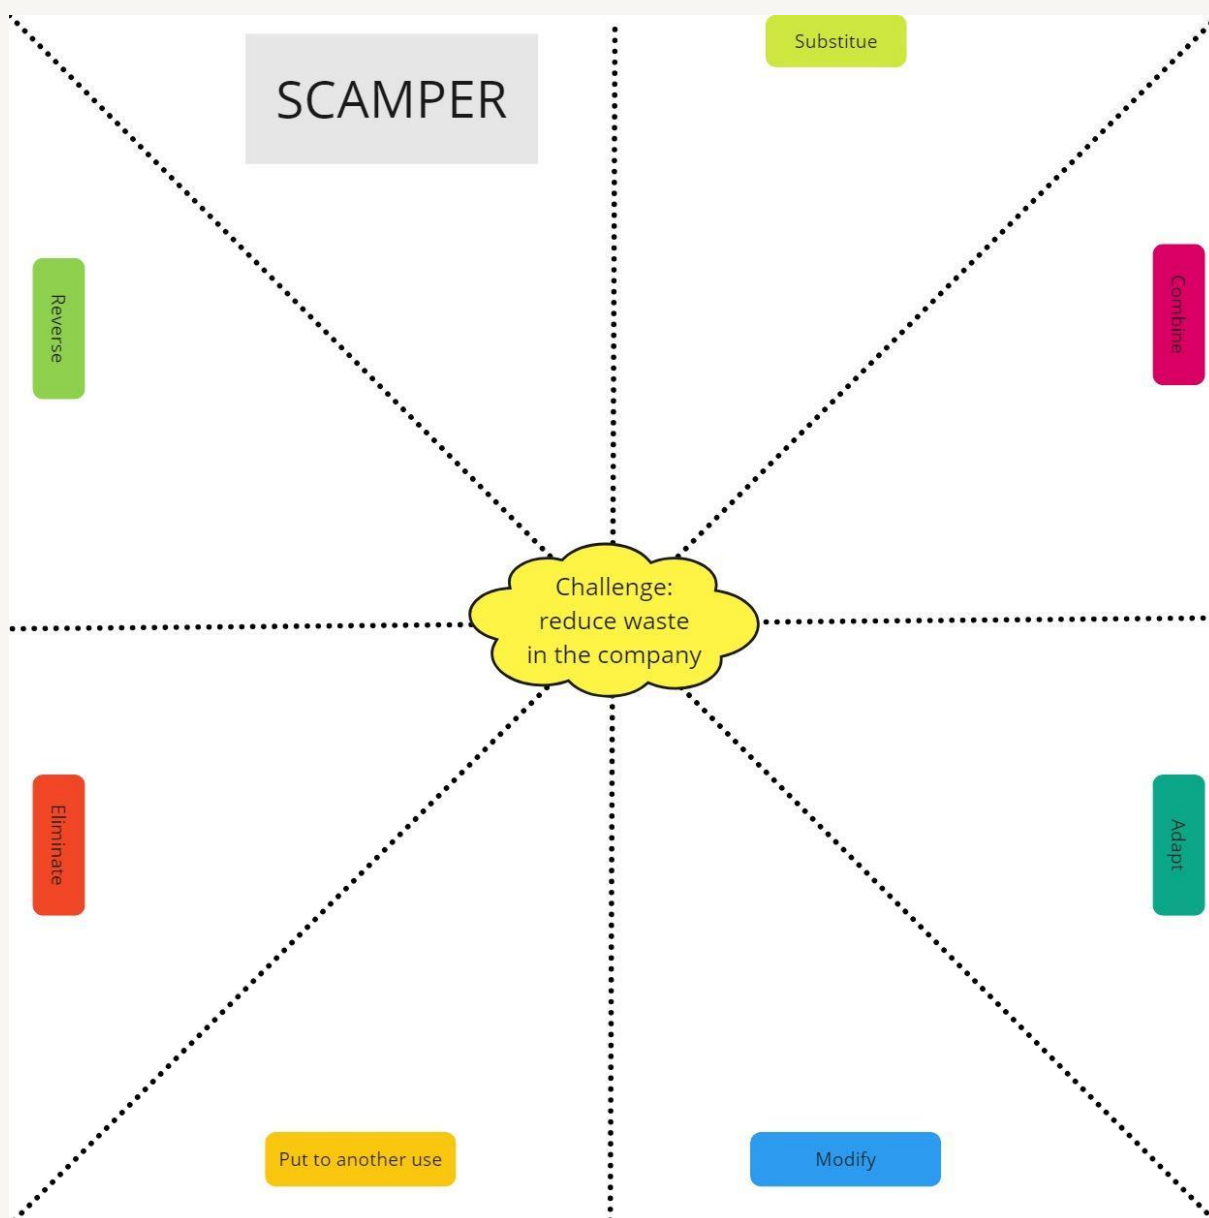 SCAMPER
Substitue
Combine
Adapt
Modify
Put to another use
Eliminate
Reverse
Challenge:
reduce waste
in the company